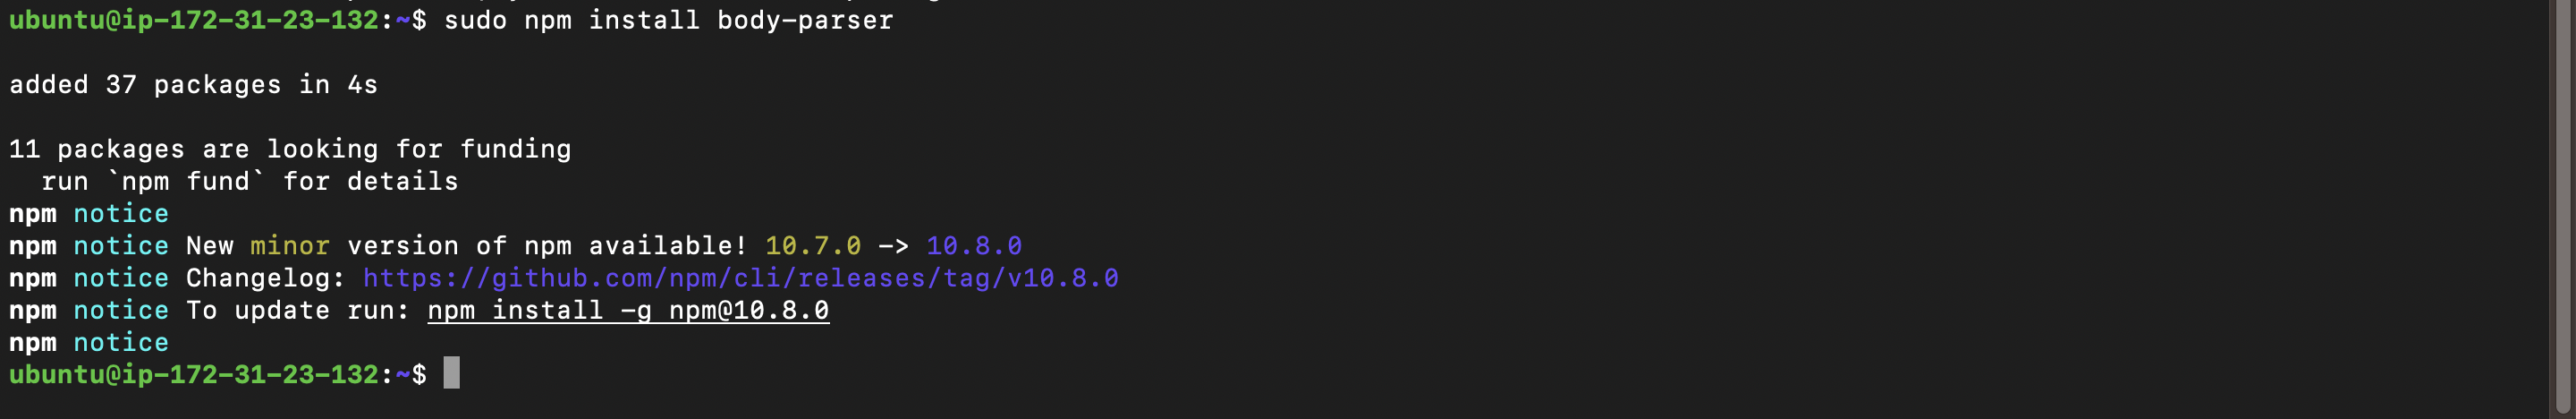 ubuntu@ip-172-31-23-132:~$ sudo npm install body-parser
added 37 packages in 4s
11 packages are looking for funding
  run `npm fund` for details
npm notice
npm notice New minor version of npm available! 10.7.0 -> 10.8.0
npm notice Changelog: https://github.com/npm/cli/releases/tag/v10.8.0
npm notice To update run: npm install -g npm@10.8.0
npm notice
ubuntu@ip-172-31-23-132:~$